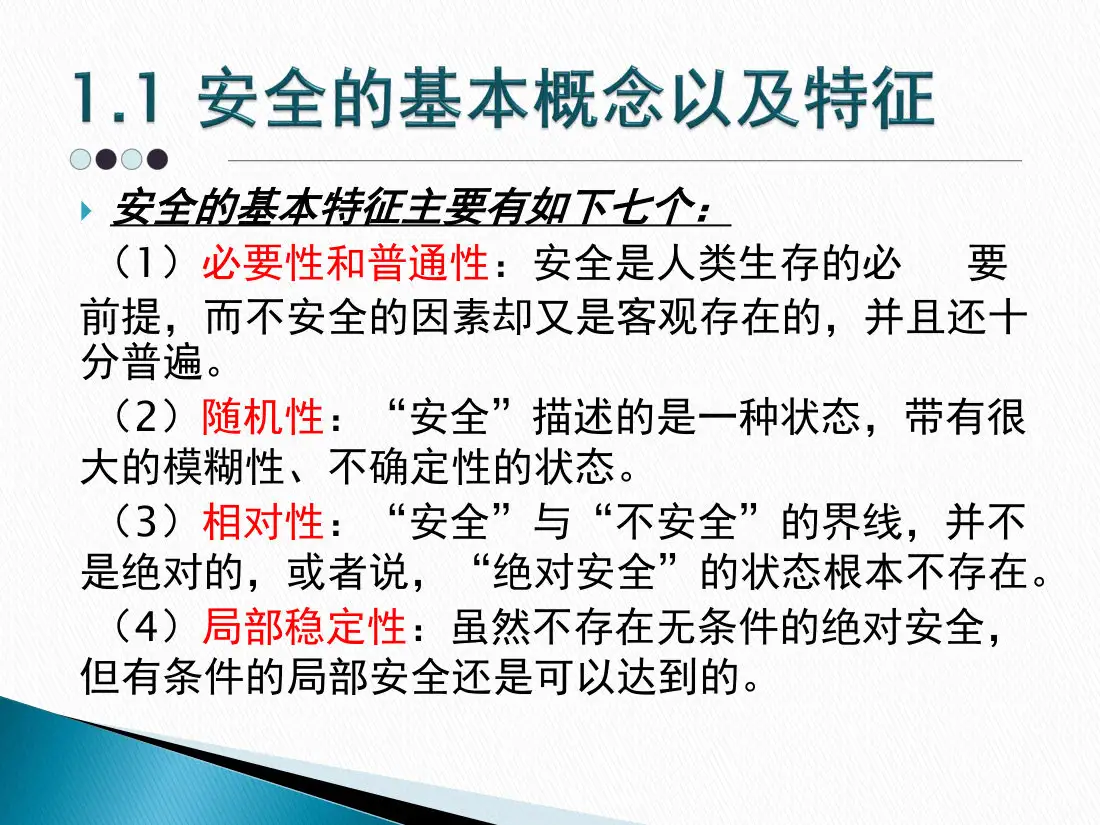 1.1 安全的基本概念以及特征
安全的基本特征主要有如下七个：
（1）必要性和普通性：安全是人类生存的必 要
前提，而不安全的因素却又是客观存在的，并且还十
分普遍。
（2）随机性：“安全”描述的是一种状态，带有很
大的模糊性、不确定性的状态。
（3）相对性：“安全”与“不安全”的界线，并不
是绝对的，或者说，“绝对安全”的状态根本不存在。
（4）局部稳定性：虽然不存在无条件的绝对安全，
但有条件的局部安全还是可以达到的。